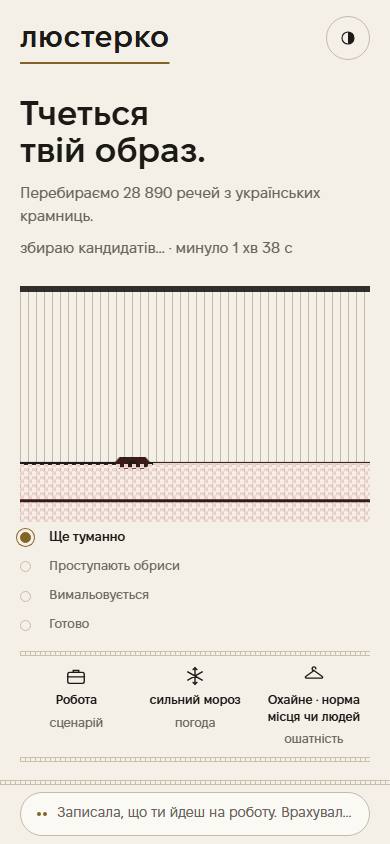 люстерко
Тчеться
твій образ.
Перебираємо 28 890 речей з українських
крамниць.
збираю кандидатів... · минуло 1 хв 38 с
Ще туманно
Проступають обриси
Вимальовується
Готово
Робота
сценарій
сильний мороз
погода
Охайне · норма
місця чи людей
ошатність
Записала, що ти йдеш на роботу. Врахувал...